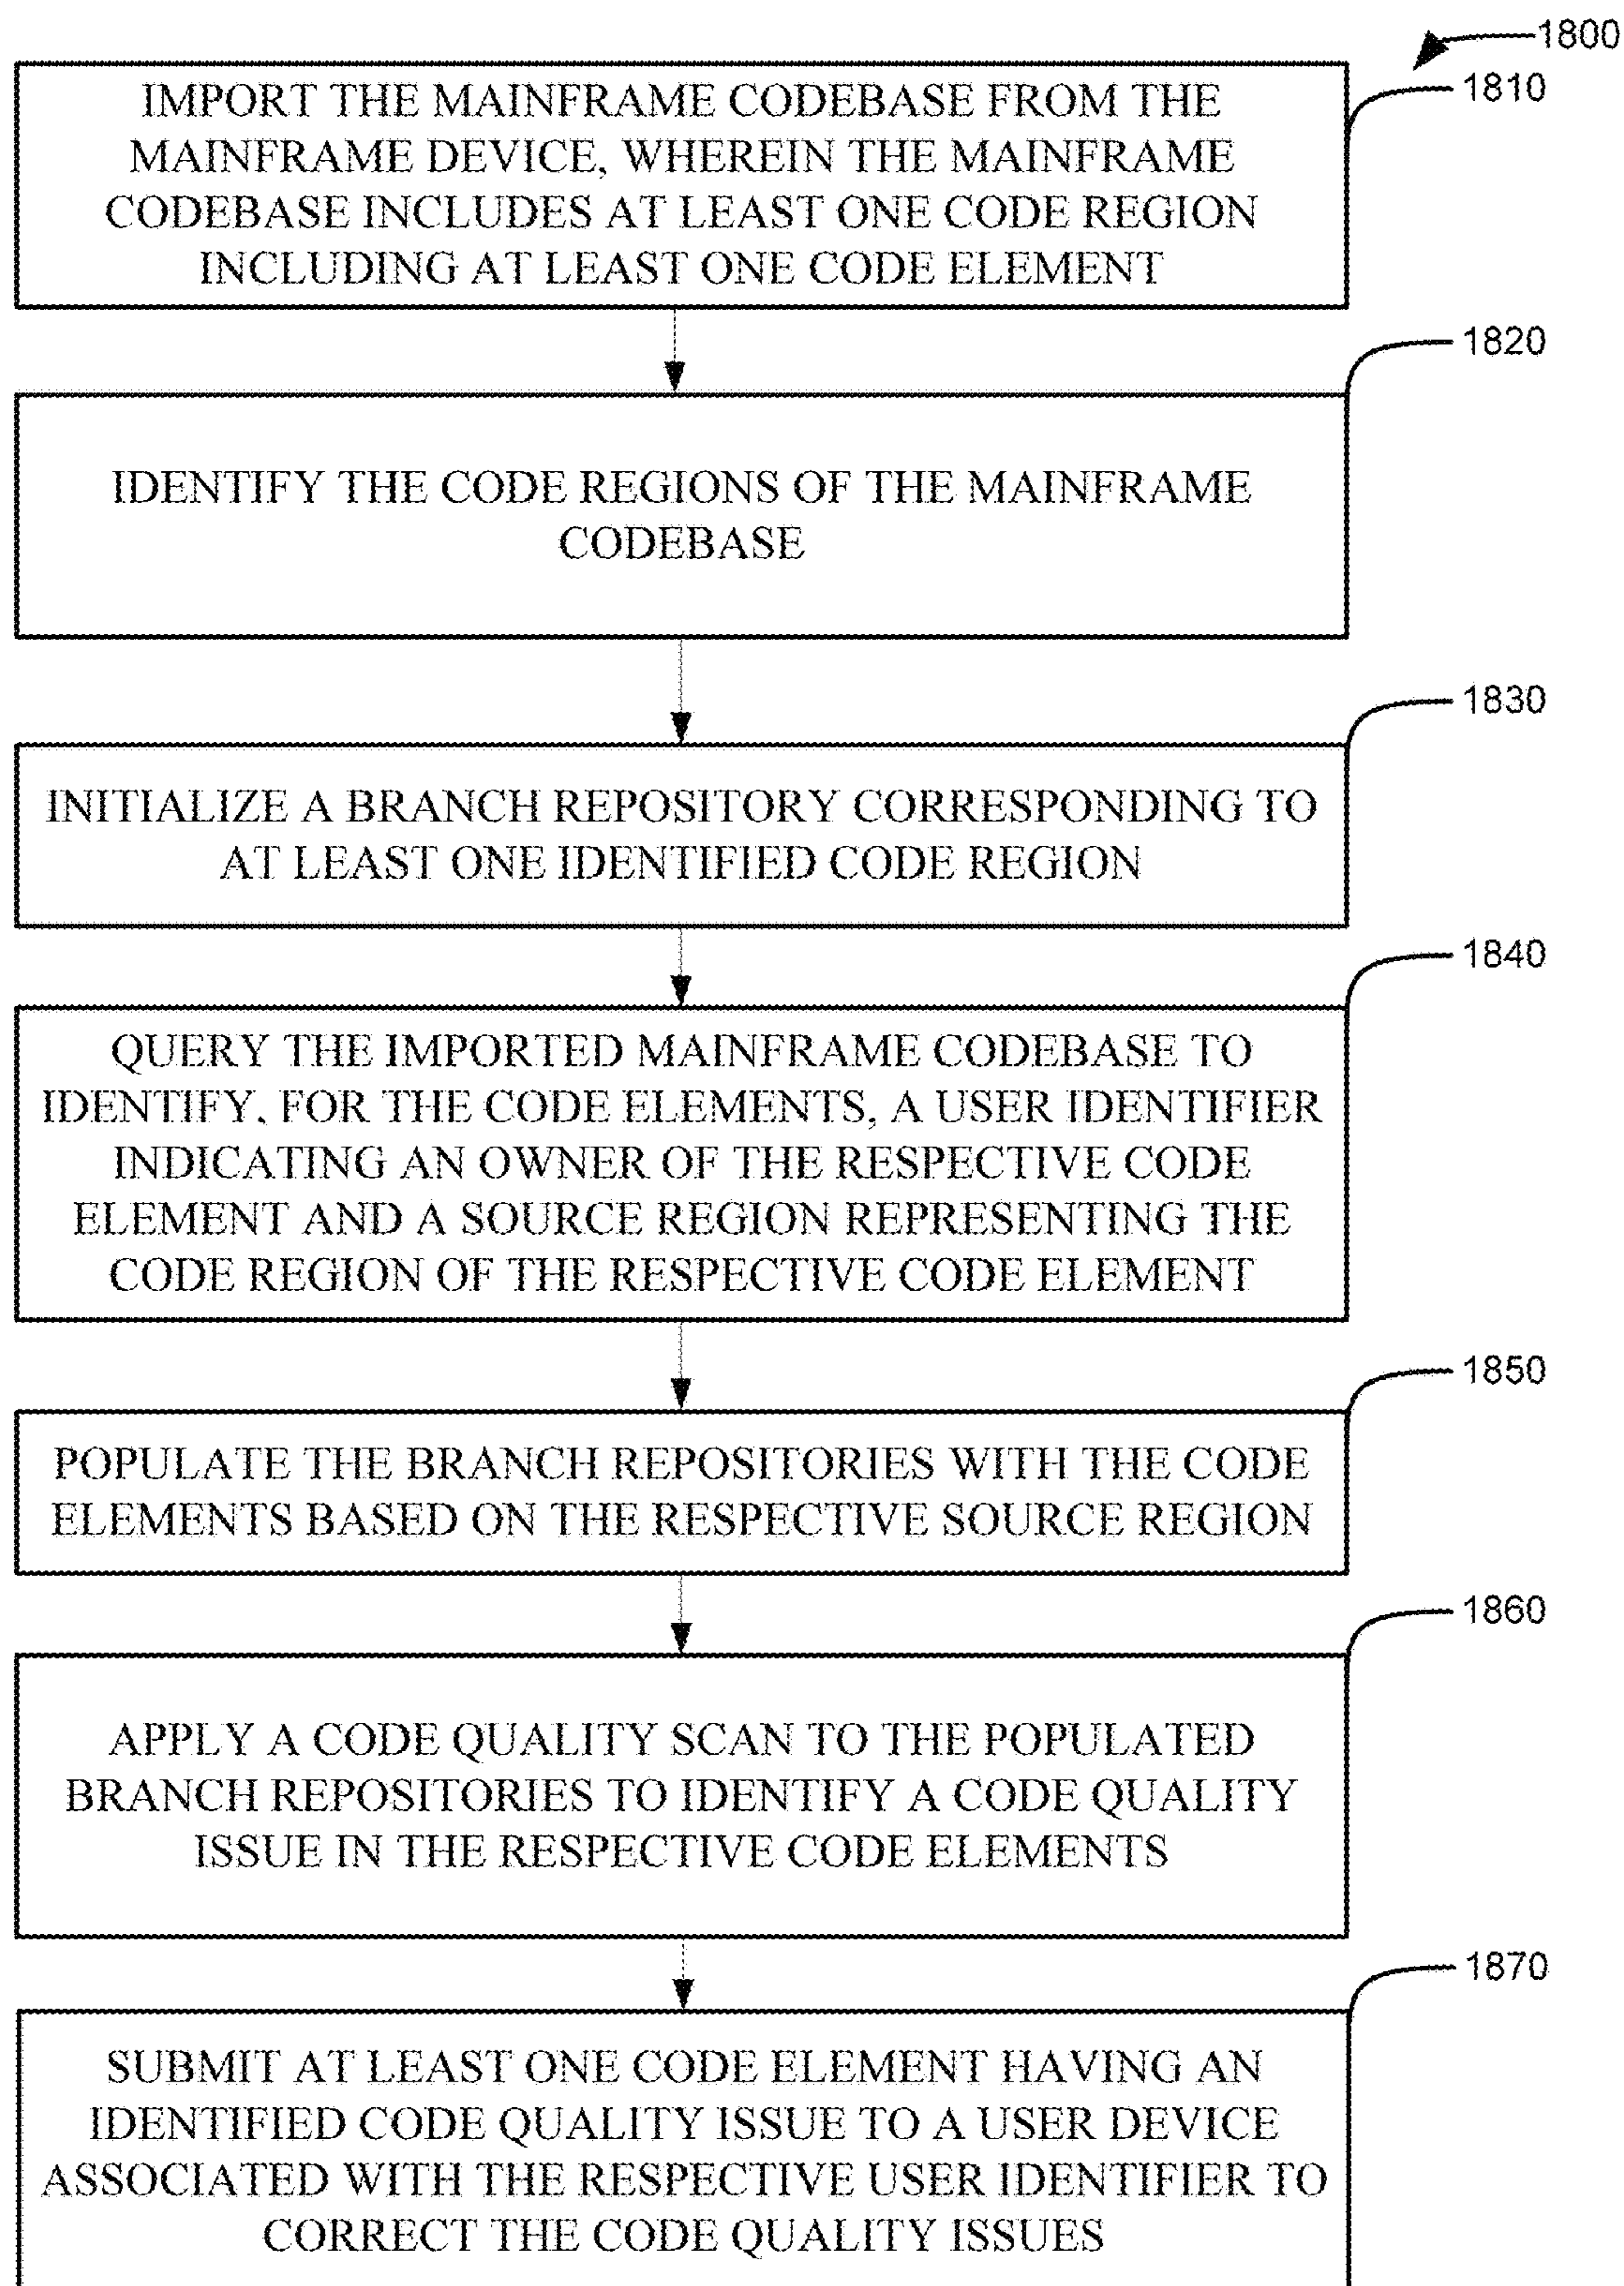 1800
1810
IMPORT THE MAINFRAME CODEBASE FROM THE
MAINFRAME DEVICE, WHEREIN THE MAINFRAME
CODEBASE INCLUDES AT LEAST ONE CODE REGION
INCLUDING AT LEAST ONE CODE ELEMENT
1820
IDENTIFY THE CODE REGIONS OF THE MAINFRAME
CODEBASE
1830
INITIALIZE A BRANCH REPOSITORY CORRESPONDING TO
AT LEAST ONE IDENTIFIED CODE REGION
1840
QUERY THE IMPORTED MAINFRAME CODEBASE TO
IDENTIFY, FOR THE CODE ELEMENTS, A USER IDENTIFIER
INDICATING AN OWNER OF THE RESPECTIVE CODE
ELEMENT AND A SOURCE REGION REPRESENTING THE
CODE REGION OF THE RESPECTIVE CODE ELEMENT
1850
POPULATE THE BRANCH REPOSITORIES WITH THE CODE
ELEMENTS BASED ON THE RESPECTIVE SOURCE REGION
1860
APPLY A CODE QUALITY SCAN TO THE POPULATED
BRANCH REPOSITORIES TO IDENTIFY A CODE QUALITY
ISSUE IN THE RESPECTIVE CODE ELEMENTS
1870
SUBMIT AT LEAST ONE CODE ELEMENT HAVING AN
IDENTIFIED CODE QUALITY ISSUE TO A USER DEVICE
ASSOCIATED WITH THE RESPECTIVE USER IDENTIFIER TO
CORRECT THE CODE QUALITY ISSUES